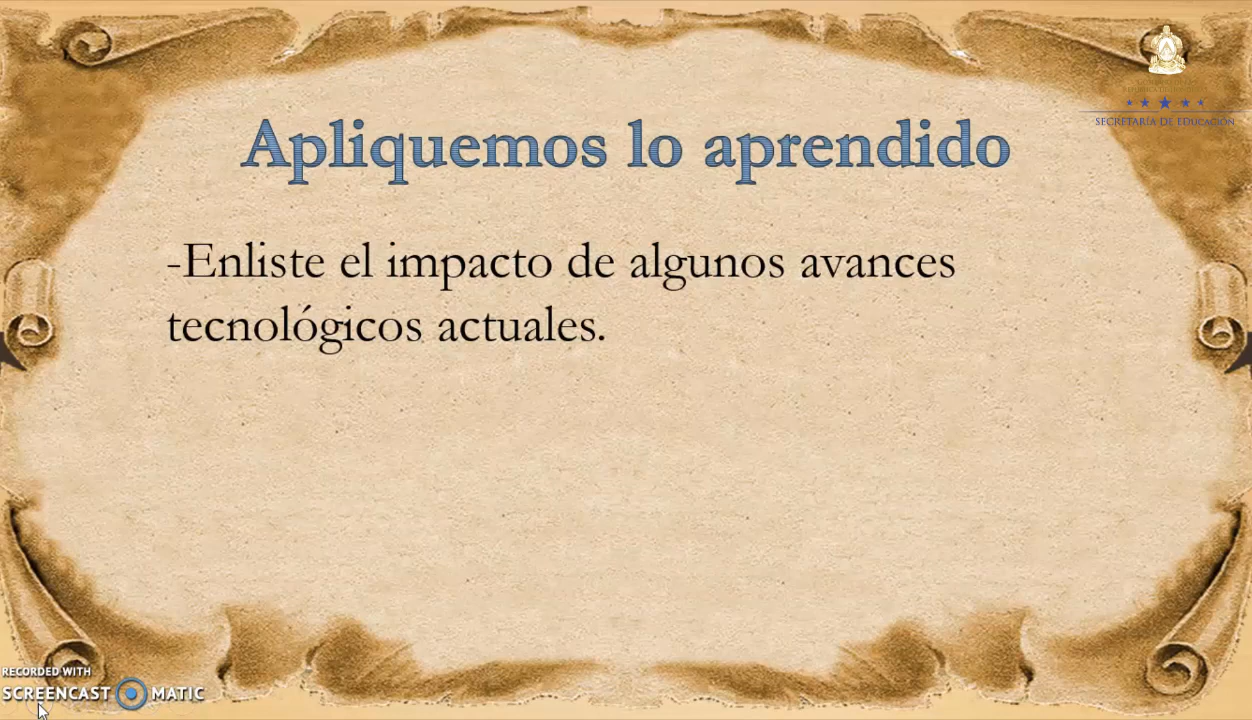 SECRETARÍA DE EDUCACIÓN
Apliquemos lo aprendido
-Enliste el impacto de algunos avances
tecnológicos actuales.
RECORDED WITH
SCREENCAST MATIC